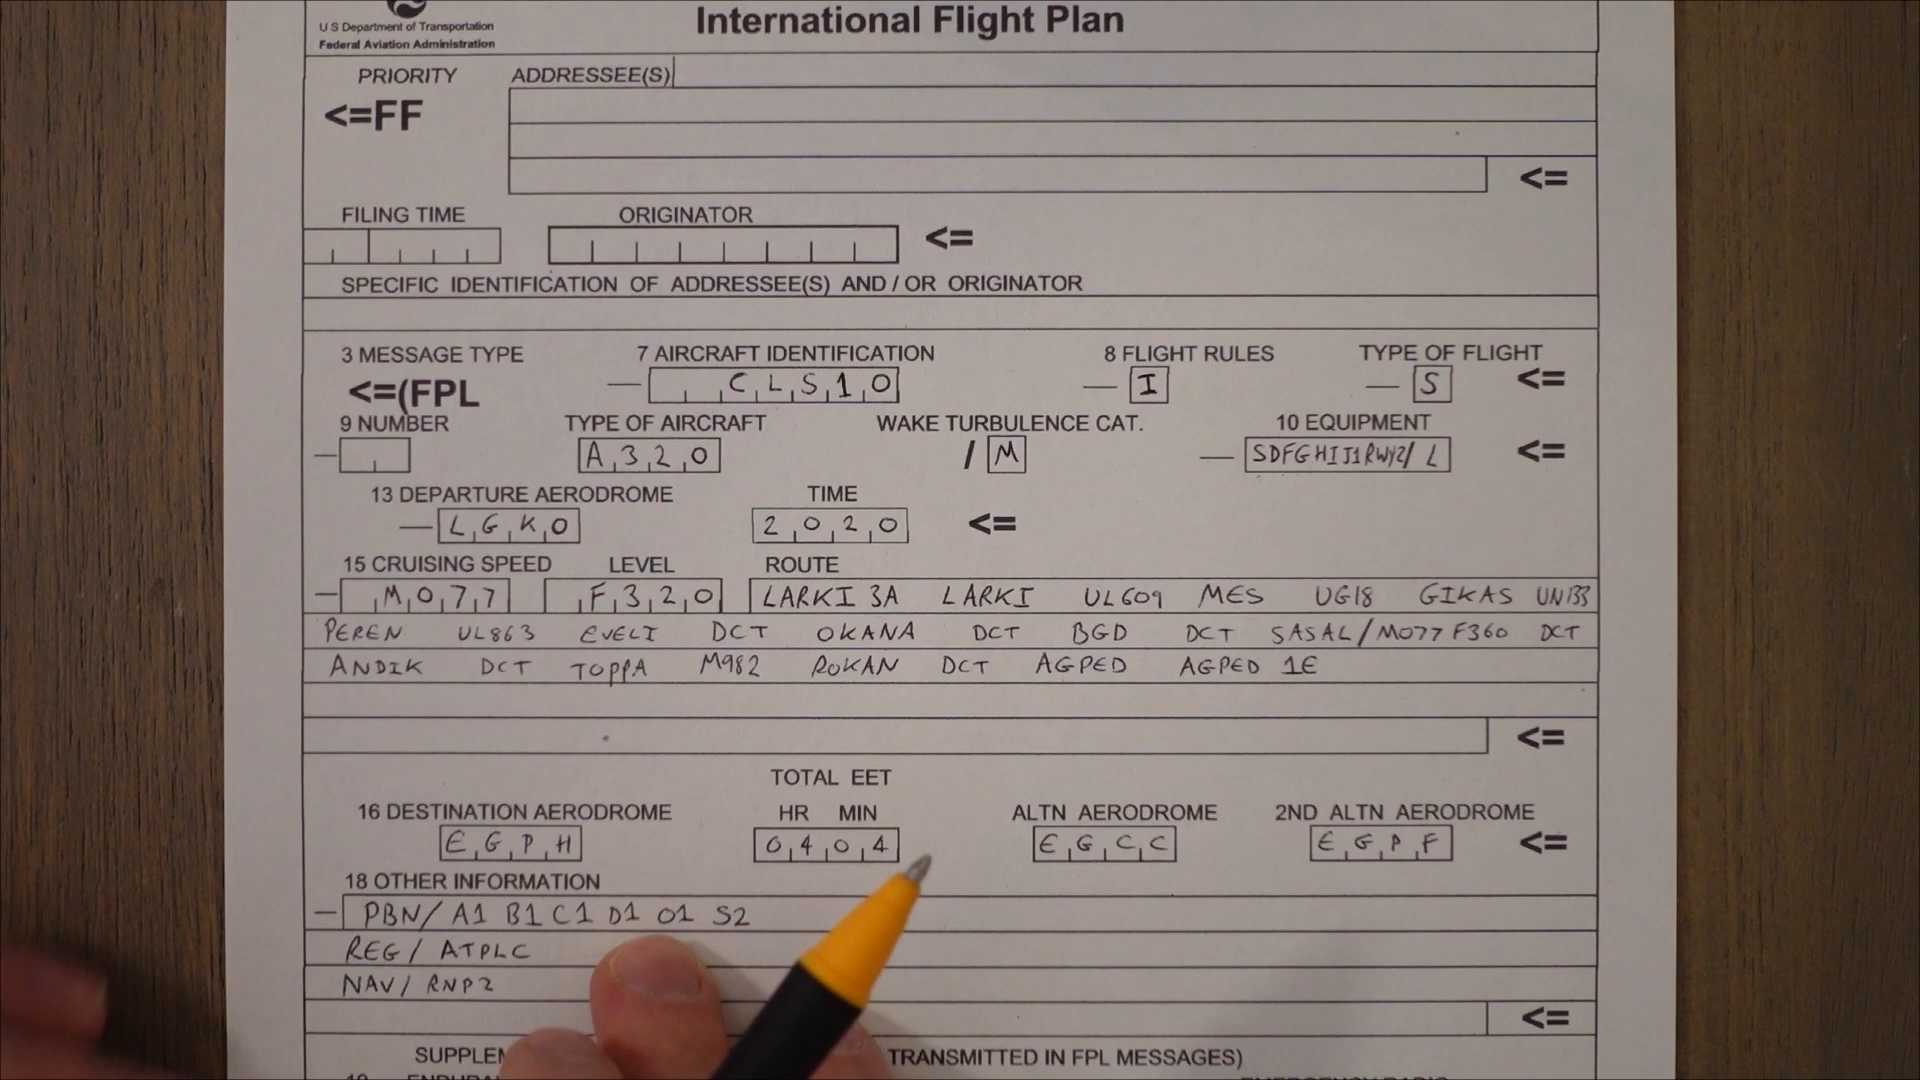 International Flight Plan
U S Department of Transportation
Federal Aviation Administration
PRIORITY ADDRESSEE(S)
<=FF
<=
FILING TIME ORIGINATOR
<=
SPECIFIC IDENTIFICATION OF ADDRESSEE(S) AND / OR ORIGINATOR
3 MESSAGE TYPE 7 AIRCRAFT IDENTIFICATION 8 FLIGHT RULES TYPE OF FLIGHT
<=(FPL — CLS10 — I — S <=
9 NUMBER TYPE OF AIRCRAFT WAKE TURBULENCE CAT. 10 EQUIPMENT
— A320 / M — SDFGHIJ1RWYZ/ L <=
13 DEPARTURE AERODROME TIME
— LGKO 2020 <=
15 CRUISING SPEED LEVEL ROUTE
— M077 F320 LARKI 3A LARKI UL609 MES UG18 GIKAS UN133
PEREN UL863 EVELI DCT OKANA DCT BGD DCT SASAL/M077 F360 DCT
ANDIK DCT TOPPA M982 ROKAN DCT AGPED AGPED 1E
<=
TOTAL EET
16 DESTINATION AERODROME HR MIN ALTN AERODROME 2ND ALTN AERODROME
EGPH 0404 EGCC EGPF <=
18 OTHER INFORMATION
— PBN/ A1 B1 C1 D1 O1 S2
REG/ ATPLC
NAV/ RNP2
<=
TRANSMITTED IN FPL MESSAGES)